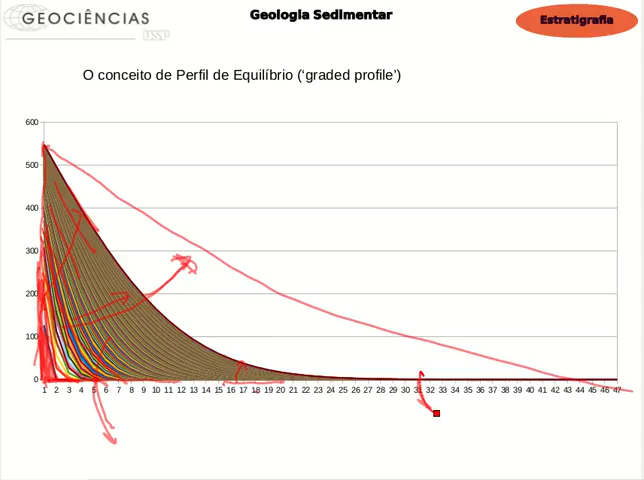 GEOCIÊNCIAS
USP
Geologia Sedimentar
Estratigrafia
O conceito de Perfil de Equilíbrio (‘graded profile’)
600
500
400
300
200
100
0
1 2 3 4 5 6 7 8 9 10 11 12 13 14 15 16 17 18 19 20 21 22 23 24 25 26 27 28 29 30 31 32 33 34 35 36 37 38 39 40 41 42 43 44 45 46 47